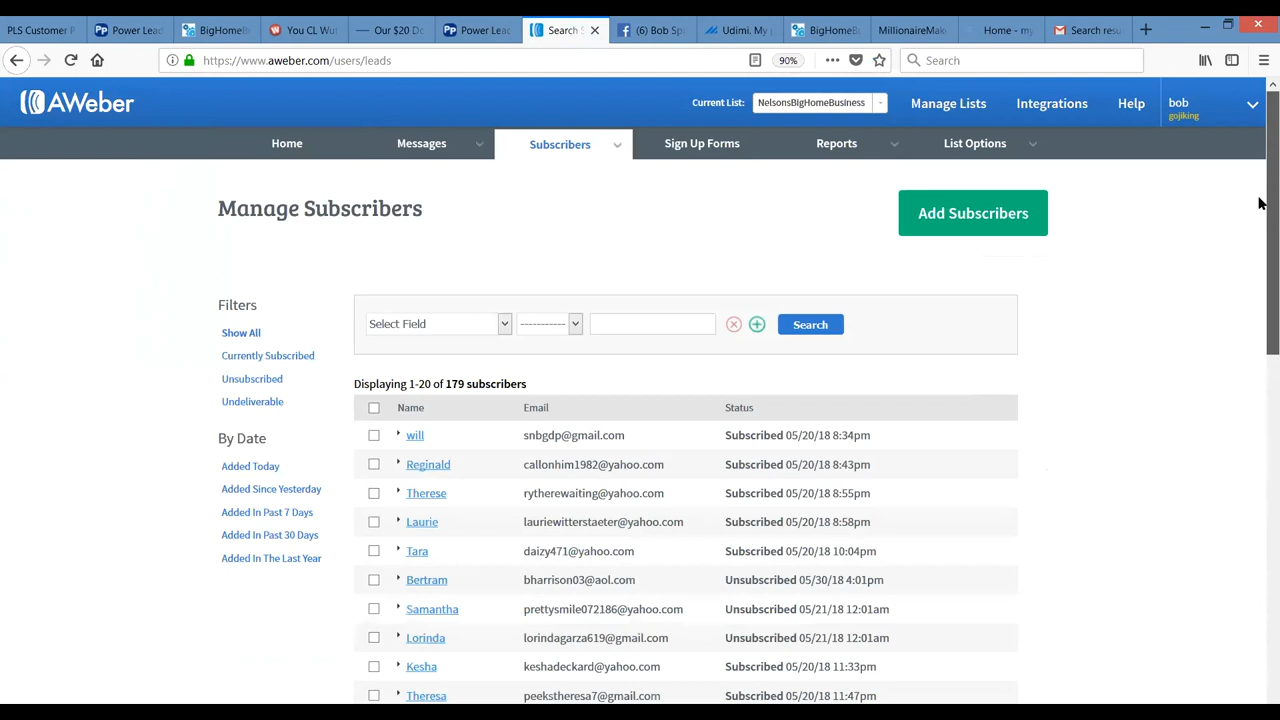 PLS Customer P
Power Lead
BigHomeBu
You CL Wu
Our $20 Do
Power Lea
Search S
(6) Bob Sp
Udimi. My
BigHomeBu
MillionaireMak
Home - my
Search resu
https://www.aweber.com/users/leads
90%
Search
AWeber
Current List: NelsonsBigHomeBusiness
Manage Lists
Integrations
Help
bob
gojiking
Home
Messages
Subscribers
Sign Up Forms
Reports
List Options
Manage Subscribers
Add Subscribers
Filters
Show All
Currently Subscribed
Unsubscribed
Undeliverable
By Date
Added Today
Added Since Yesterday
Added In Past 7 Days
Added In Past 30 Days
Added In The Last Year
Select Field
-----------
Search
Displaying 1-20 of 179 subscribers
Name Email Status
will snbgdp@gmail.com Subscribed 05/20/18 8:34pm
Reginald callonhim1982@yahoo.com Subscribed 05/20/18 8:43pm
Therese rytherewaiting@yahoo.com Subscribed 05/20/18 8:55pm
Laurie lauriewitterstaeter@yahoo.com Subscribed 05/20/18 8:58pm
Tara daizy471@yahoo.com Subscribed 05/20/18 10:04pm
Bertram bharrison03@aol.com Unsubscribed 05/30/18 4:01pm
Samantha prettysmile072186@yahoo.com Unsubscribed 05/21/18 12:01am
Lorinda lorindagarza619@gmail.com Unsubscribed 05/21/18 12:01am
Kesha keshadeckard@yahoo.com Subscribed 05/20/18 11:33pm
Theresa peekstheresa7@gmail.com Subscribed 05/20/18 11:47pm